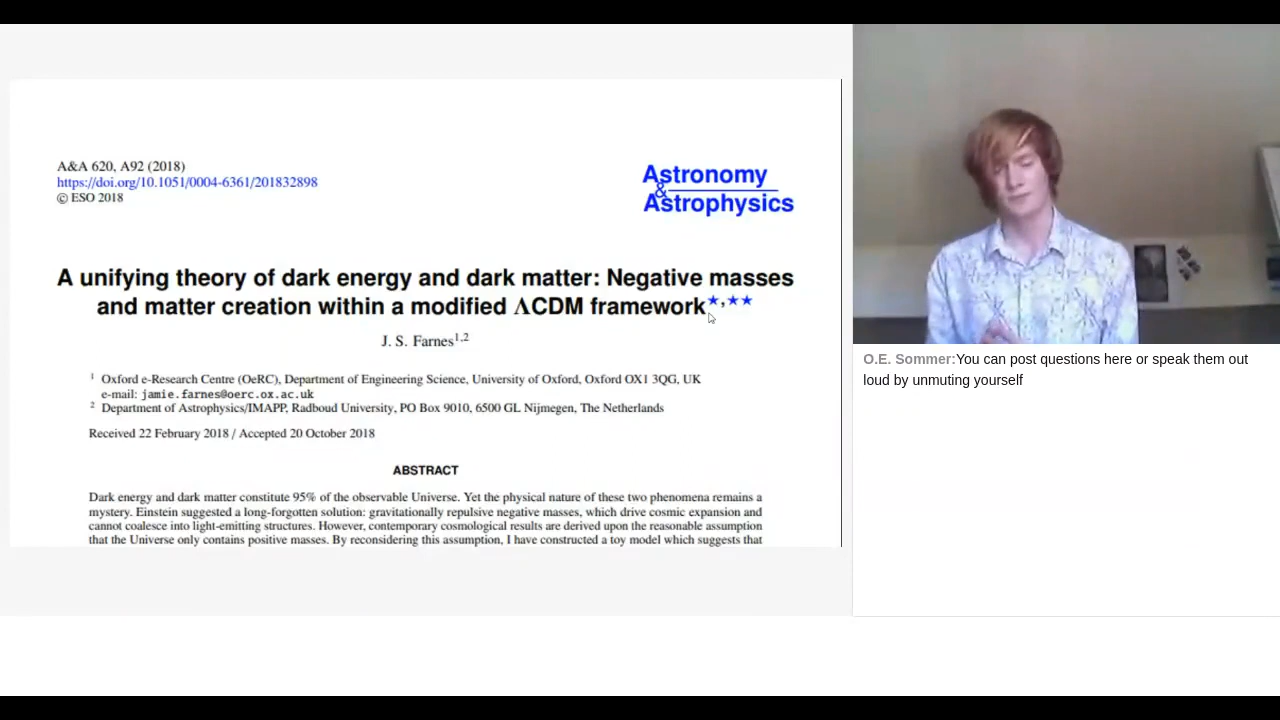 A&A 620, A92 (2018)
https://doi.org/10.1051/0004-6361/201832898
© ESO 2018
Astronomy
&
Astrophysics
A unifying theory of dark energy and dark matter: Negative masses
and matter creation within a modified ΛCDM framework★,★★
J. S. Farnes1,2
1 Oxford e-Research Centre (OeRC), Department of Engineering Science, University of Oxford, Oxford OX1 3QG, UK
e-mail: jamie.farnes@oerc.ox.ac.uk
2 Department of Astrophysics/IMAPP, Radboud University, PO Box 9010, 6500 GL Nijmegen, The Netherlands
Received 22 February 2018 / Accepted 20 October 2018
ABSTRACT
Dark energy and dark matter constitute 95% of the observable Universe. Yet the physical nature of these two phenomena remains a
mystery. Einstein suggested a long-forgotten solution: gravitationally repulsive negative masses, which drive cosmic expansion and
cannot coalesce into light-emitting structures. However, contemporary cosmological results are derived upon the reasonable assumption
that the Universe only contains positive masses. By reconsidering this assumption, I have constructed a toy model which suggests that
O.E. Sommer:You can post questions here or speak them out
loud by unmuting yourself